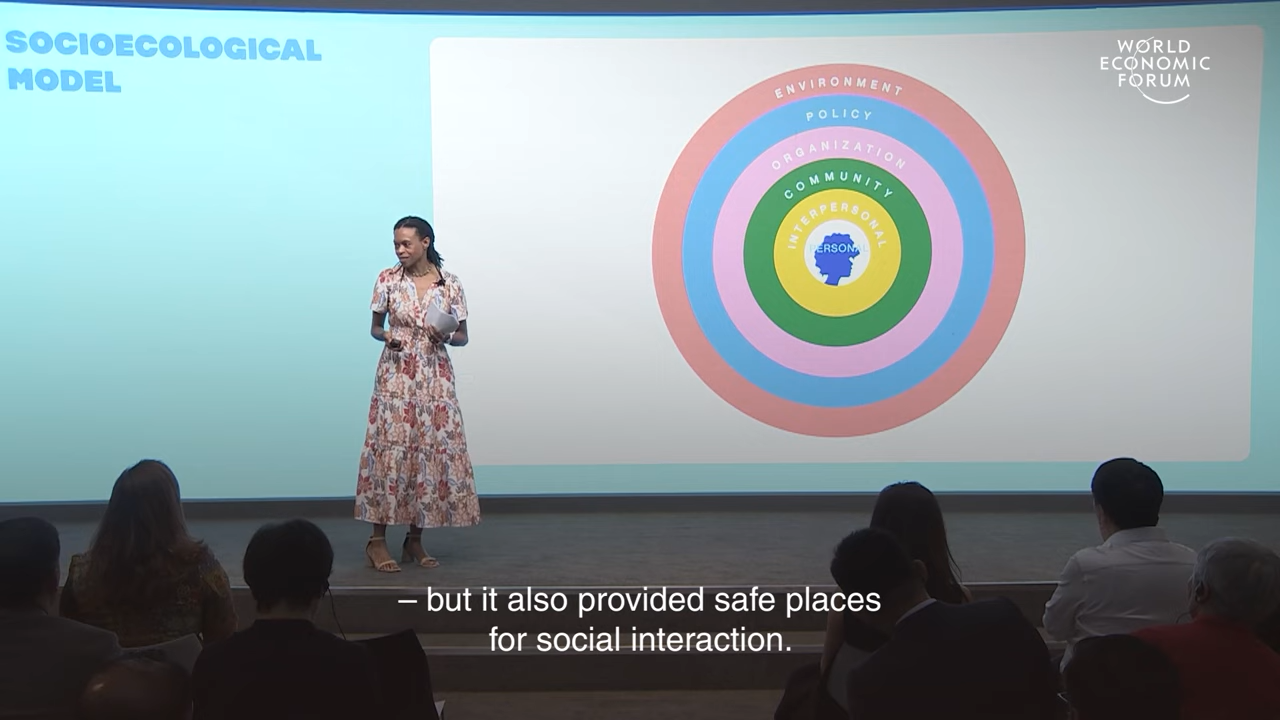 SOCIOECOLOGICAL
MODEL
WORLD
ECONOMIC
FORUM
ENVIRONMENT
POLICY
ORGANIZATION
COMMUNITY
INTERPERSONAL
PERSONAL
– but it also provided safe places
for social interaction.